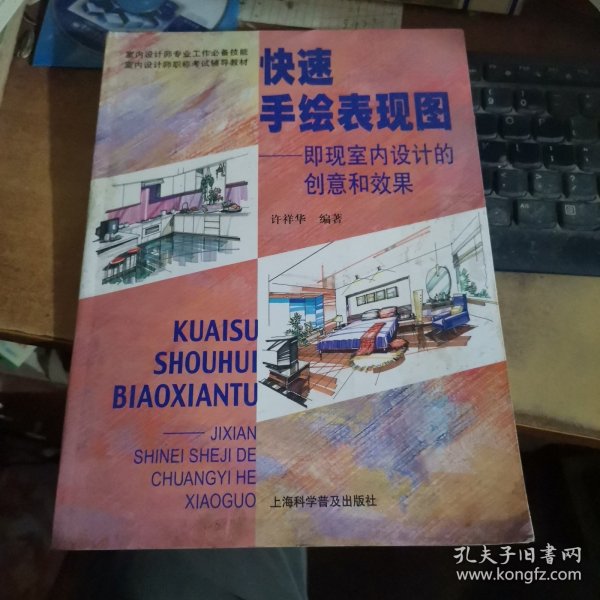 室内设计师专业工作必备技能
室内设计师职称考试辅导教材
快速
手绘表现图
——即现室内设计的
创意和效果
许祥华 编著
KUAISU
SHOUHUI
BIAOXIANTU
——JIXIAN
SHINEI SHEJI DE
CHUANGYI HE
XIAOGUO
上海科学普及出版社
孔夫子旧书网
www.kongfz.com